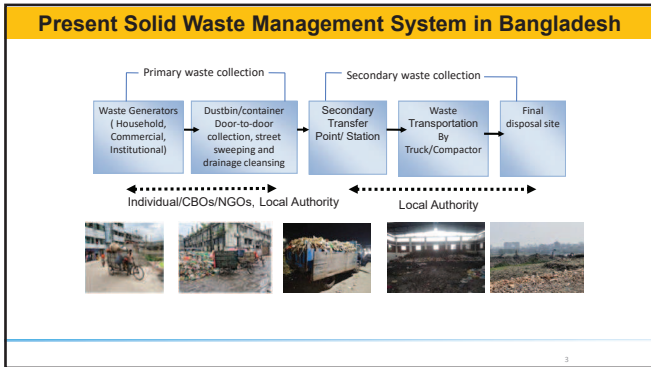 Present Solid Waste Management System in Bangladesh
Primary waste collection
Secondary waste collection
Waste Generators
( Household,
Commercial,
Institutional)
Dustbin/container
Door-to-door
collection, street
sweeping and
drainage cleansing
Secondary
Transfer
Point/ Station
Waste
Transportation
By
Truck/Compactor
Final
disposal site
Individual/CBOs/NGOs, Local Authority
Local Authority
3